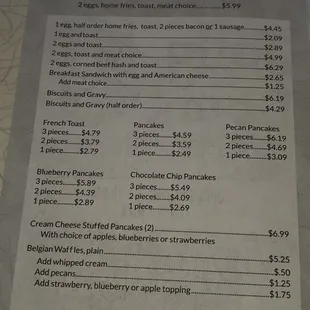 2 eggs, home fries, toast, meat choice..........$5.99
1 egg, half order home fries, toast, 2 pieces bacon or 1 sausage..........$4.45
1 egg and toast..........$2.09
2 eggs and toast..........$2.89
2 eggs, toast and meat choice..........$4.99
2 eggs, corned beef hash and toast..........$6.29
Breakfast Sandwich with egg and American cheese..........$2.65
Add meat choice..........$1.25
Biscuits and Gravy..........$6.19
Biscuits and Gravy (half order)..........$4.29
French Toast
3 pieces.......$4.79
2 pieces.......$3.79
1 piece.........$2.79
Pancakes
3 pieces.......$4.59
2 pieces.......$3.59
1 piece.........$2.49
Pecan Pancakes
3 pieces.......$6.19
2 pieces.......$4.69
1 piece.........$3.09
Blueberry Pancakes
3 pieces.......$5.89
2 pieces.......$4.39
1 piece.........$2.89
Chocolate Chip Pancakes
3 pieces.......$5.49
2 pieces.......$4.09
1 piece.........$2.69
Cream Cheese Stuffed Pancakes (2)..........$6.99
With choice of apples, blueberries or strawberries
Belgian Waffles, plain..........$5.25
Add whipped cream..........$.50
Add pecans..........$1.25
Add strawberry, blueberry or apple topping..........$1.75